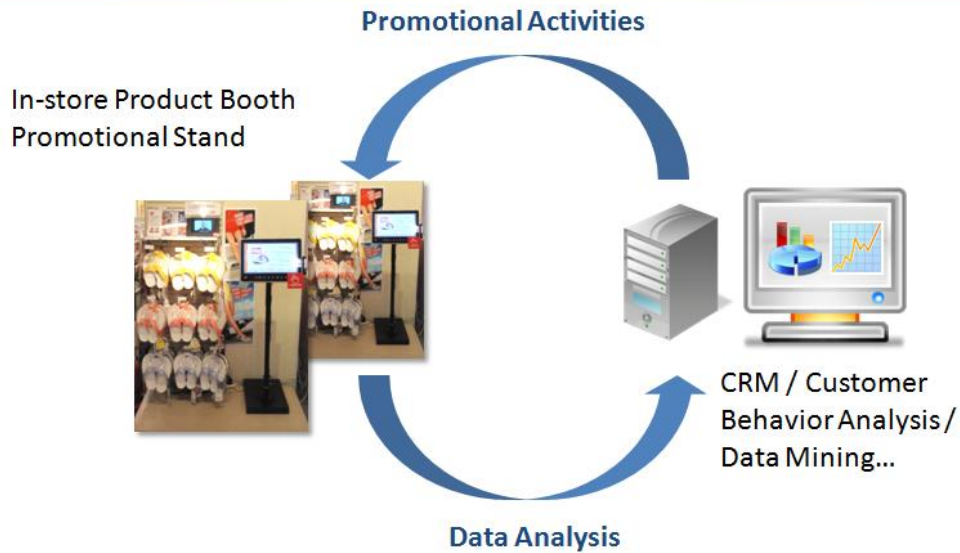 Promotional Activities
In-store Product Booth
Promotional Stand
CRM / Customer
Behavior Analysis /
Data Mining...
Data Analysis